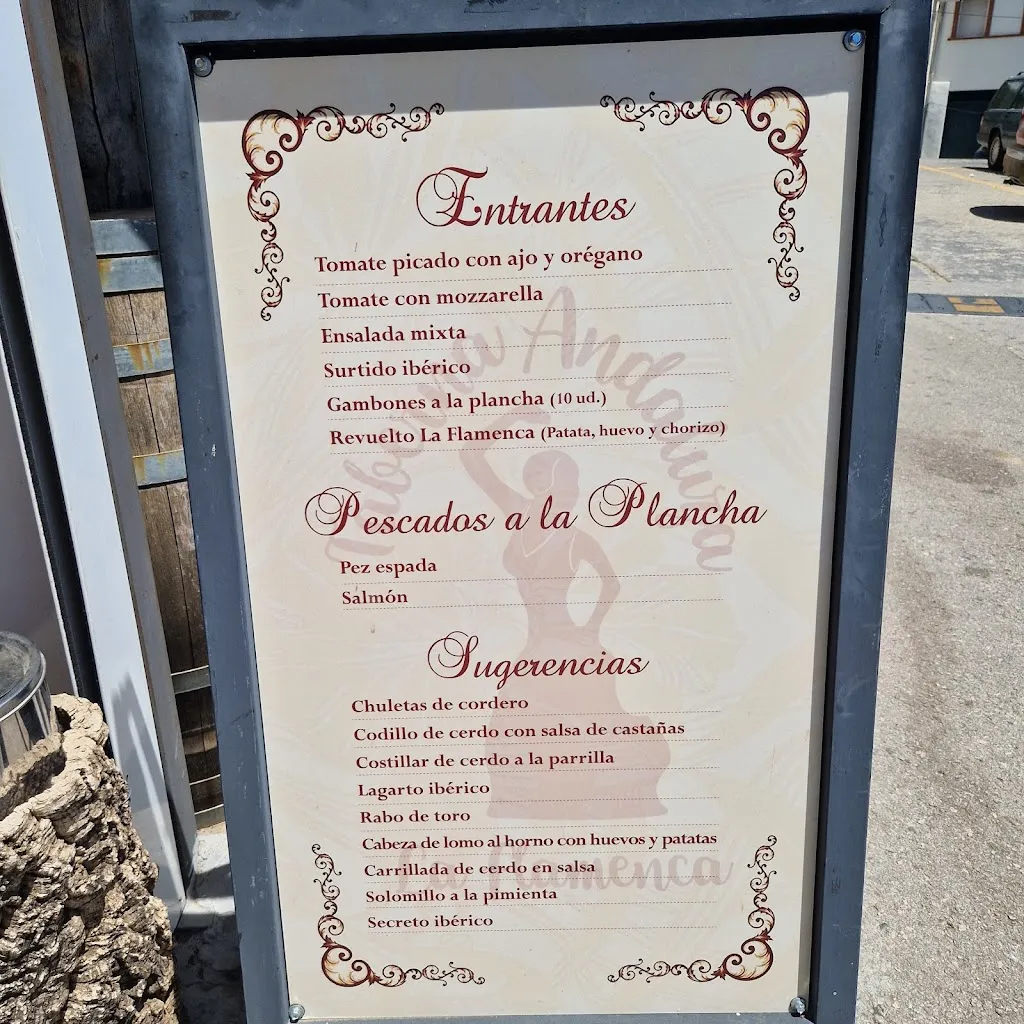 Entrantes
Tomate picado con ajo y orégano
Tomate con mozzarella
Ensalada mixta
Surtido ibérico
Gambones a la plancha (10 ud.)
Revuelto La Flamenca (Patata, huevo y chorizo)
Pescados a la Plancha
Pez espada
Salmón
Sugerencias
Chuletas de cordero
Codillo de cerdo con salsa de castañas
Costillar de cerdo a la parrilla
Lagarto ibérico
Rabo de toro
Cabeza de lomo al horno con huevos y patatas
Carrillada de cerdo en salsa
Solomillo a la pimienta
Secreto ibérico
La Flamenca